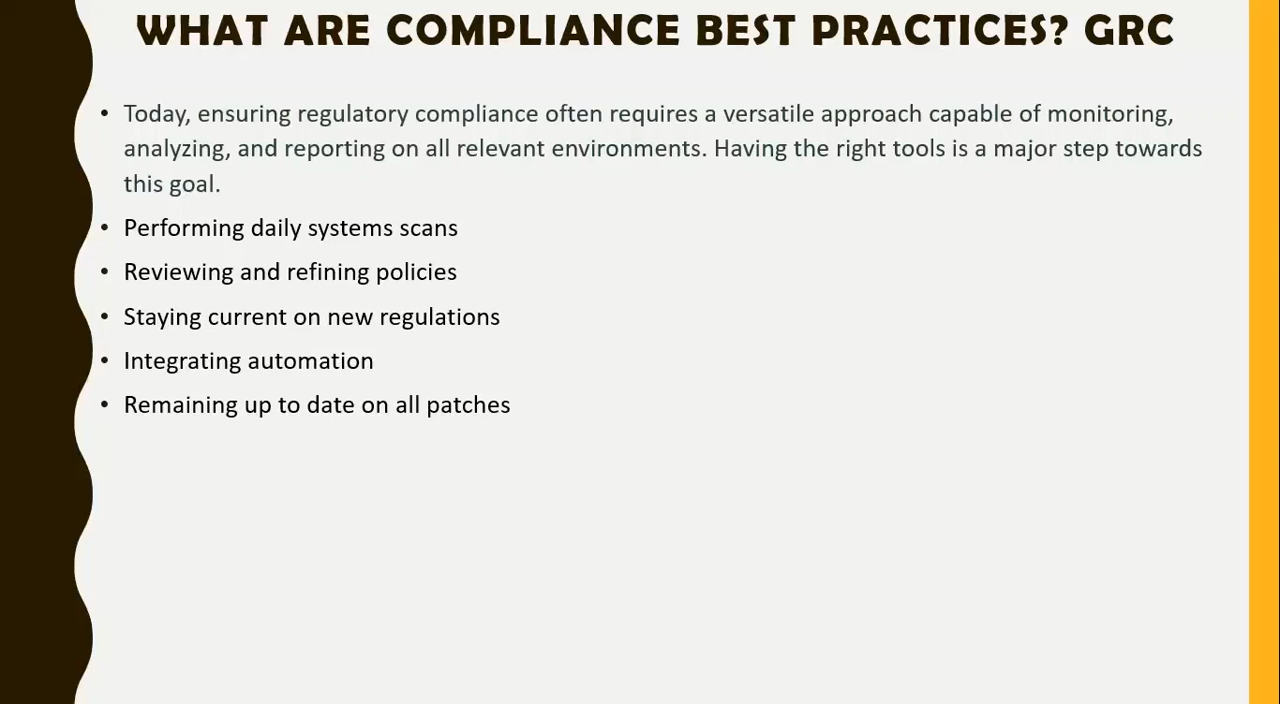 WHAT ARE COMPLIANCE BEST PRACTICES? GRC
• Today, ensuring regulatory compliance often requires a versatile approach capable of monitoring,
analyzing, and reporting on all relevant environments. Having the right tools is a major step towards
this goal.
• Performing daily systems scans
• Reviewing and refining policies
• Staying current on new regulations
• Integrating automation
• Remaining up to date on all patches